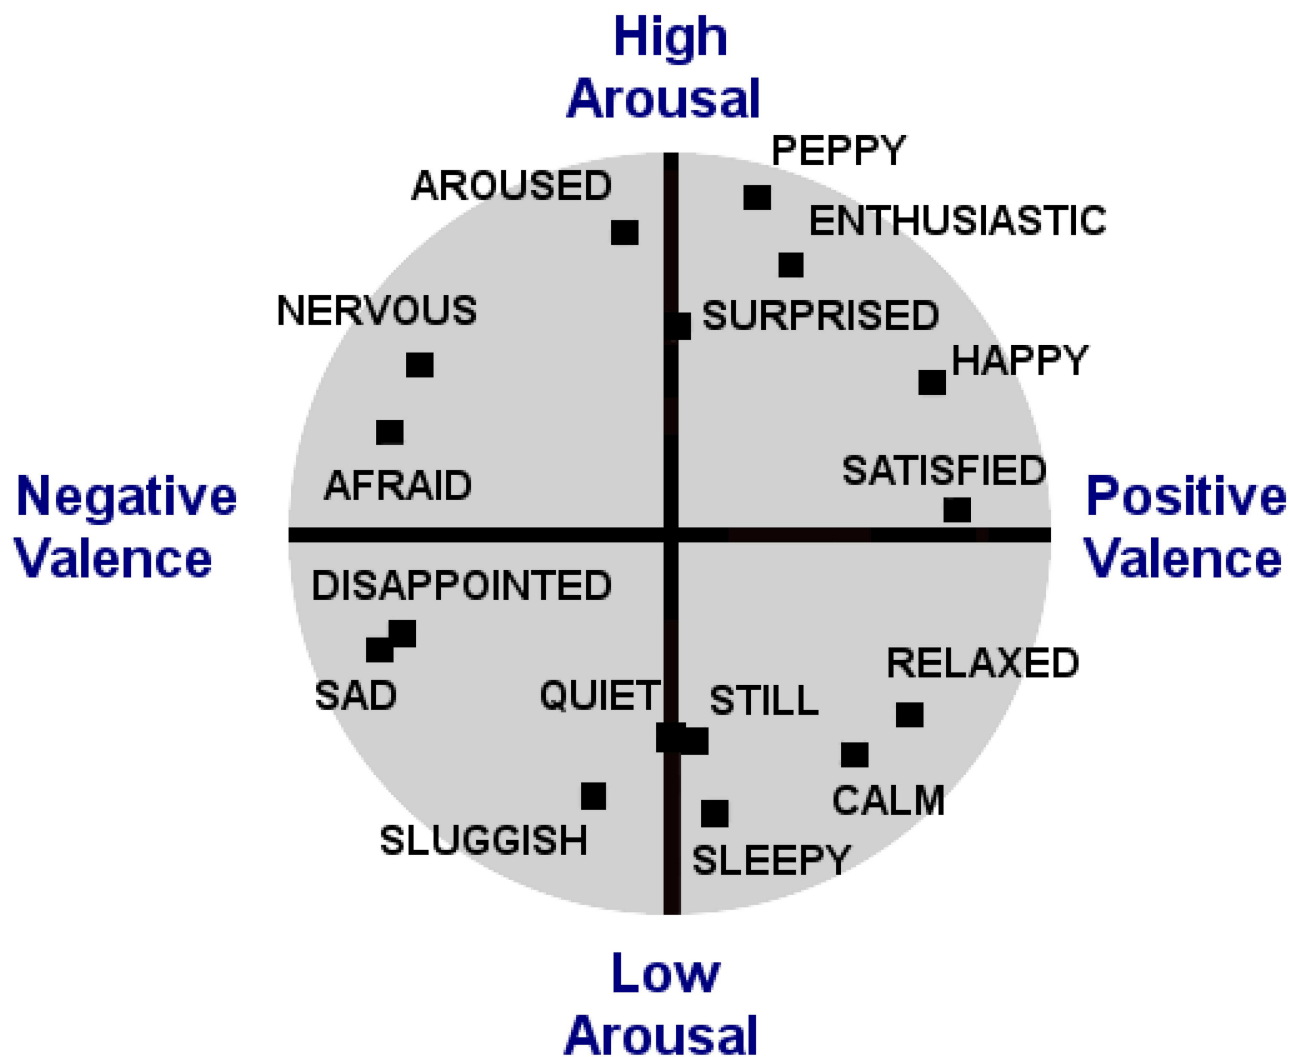 High
Arousal
PEPPY
AROUSED
ENTHUSIASTIC
NERVOUS
SURPRISED
HAPPY
SATISFIED
AFRAID
Negative
Valence
Positive
Valence
DISAPPOINTED
RELAXED
SAD
QUIET
STILL
CALM
SLUGGISH
SLEEPY
Low
Arousal